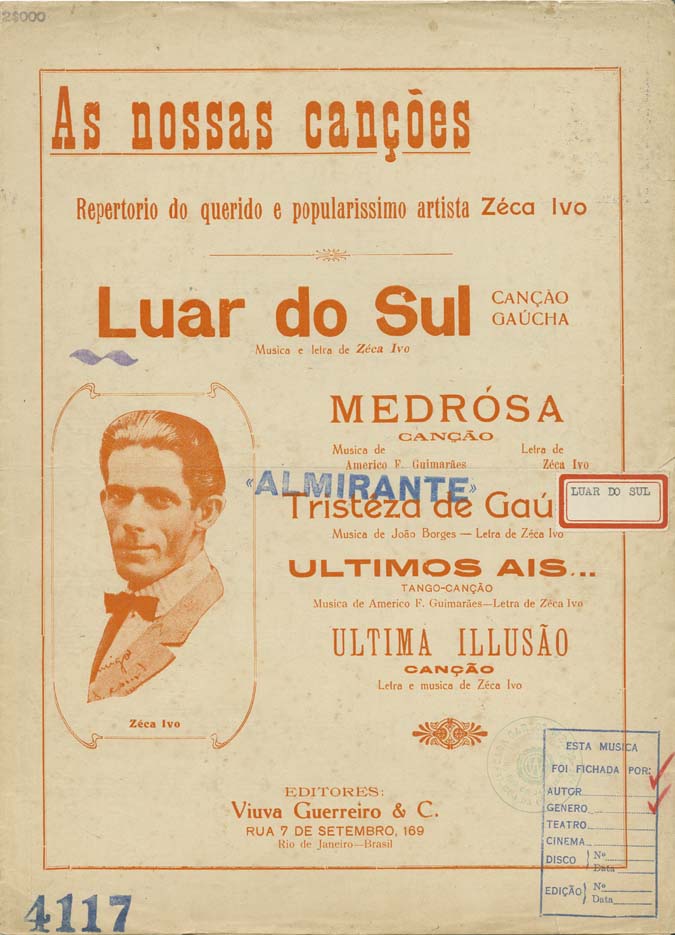 2$000
As nossas canções
Repertorio do querido e popularissimo artista Zéca Ivo
Luar do Sul
CANÇÃO
GAÚCHA
Musica e letra de Zéca Ivo
MEDRÓSA
CANÇÃO
Musica de
Americo F. Guimarães
Letra de
Zéca Ivo
«ALMIRANTE»
LUAR DO SUL
Tristéza de Gaú
Musica de João Borges — Letra de Zéca Ivo
ULTIMOS AIS...
TANGO-CANÇÃO
Musica de Americo F. Guimarães—Letra de Zéca Ivo
ULTIMA ILLUSÃO
CANÇÃO
Letra e musica de Zéca Ivo
Zéca Ivo
EDITORES:
Viuva Guerreiro & C.
RUA 7 DE SETEMBRO, 169
Rio de Janeiro—Brasil
ESTA MUSICA
FOI FICHADA POR:
AUTOR
GENERO
TEATRO
CINEMA
DISCO } Nº
Data
EDIÇÃO } Nº
Data
4117